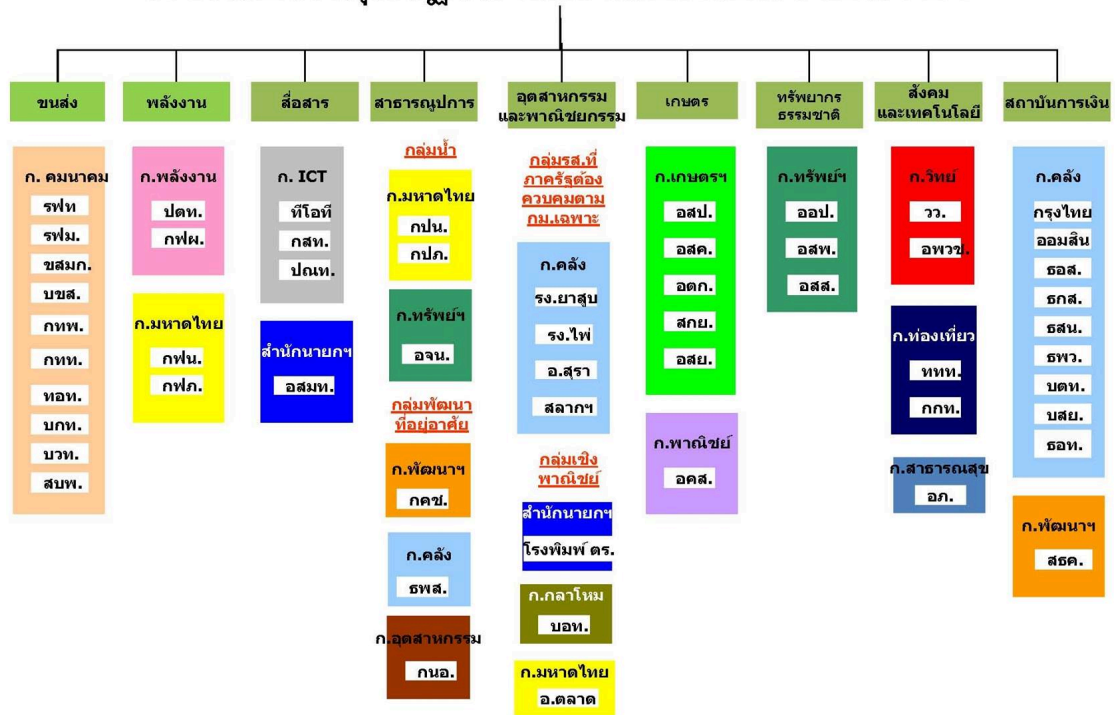 ขนส่ง
พลังงาน
สื่อสาร
สาธารณูปการ
อุตสาหกรรม
และพาณิชยกรรม
เกษตร
ทรัพยากร
ธรรมชาติ
สังคม
และเทคโนโลยี
สถาบันการเงิน
ก. คมนาคม
รฟท
รฟม.
ขสมก.
บขส.
กทพ.
กทท.
ทอท.
บกท.
บวท.
สบพ.
ก.พลังงาน
ปตท.
กฟผ.
ก.มหาดไทย
กฟน.
กฟภ.
ก. ICT
ทีโอที
กสท.
ปณท.
สำนักนายกฯ
อสมท.
กลุ่มน้ำ
ก.มหาดไทย
กปน.
กปภ.
ก.ทรัพย์ฯ
อจน.
กลุ่มพัฒนา
ที่อยู่อาศัย
ก.พัฒนาฯ
กคช.
ก.คลัง
ธพส.
ก.อุตสาหกรรม
กนอ.
กลุ่มรส.ที่
ภาครัฐต้อง
ควบคุมตาม
กม.เฉพาะ
ก.คลัง
รง.ยาสูบ
รง.ไพ่
อ.สุรา
สลากฯ
กลุ่มเชิง
พาณิชย์
สำนักนายกฯ
โรงพิมพ์ ตร.
ก.กลาโหม
บอท.
ก.มหาดไทย
อ.ตลาด
ก.เกษตรฯ
อสป.
อสค.
อตก.
สกย.
อสย.
ก.พาณิชย์
อคส.
ก.ทรัพย์ฯ
ออป.
อสพ.
อสส.
ก.วิทย์
วว.
อพวช.
ก.ท่องเที่ยว
ททท.
กกท.
ก.สาธารณสุข
อภ.
ก.คลัง
กรุงไทย
ออมสิน
ธอส.
ธกส.
ธสน.
ธพว.
บตท.
บสย.
ธอท.
ก.พัฒนาฯ
สธค.